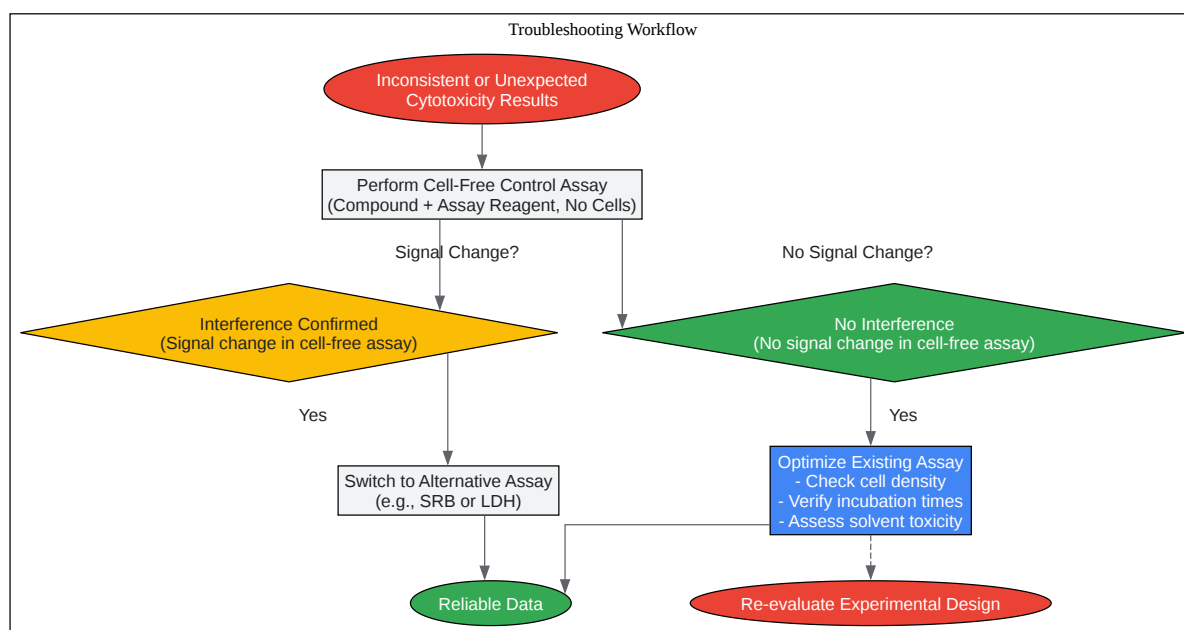 Troubleshooting Workflow
Inconsistent or Unexpected
Cytotoxicity Results
Perform Cell-Free Control Assay
(Compound + Assay Reagent, No Cells)
Signal Change?
No Signal Change?
Interference Confirmed
(Signal change in cell-free assay)
No Interference
(No signal change in cell-free assay)
Yes
Yes
Switch to Alternative Assay
(e.g., SRB or LDH)
Optimize Existing Assay
- Check cell density
- Verify incubation times
- Assess solvent toxicity
Reliable Data
Re-evaluate Experimental Design